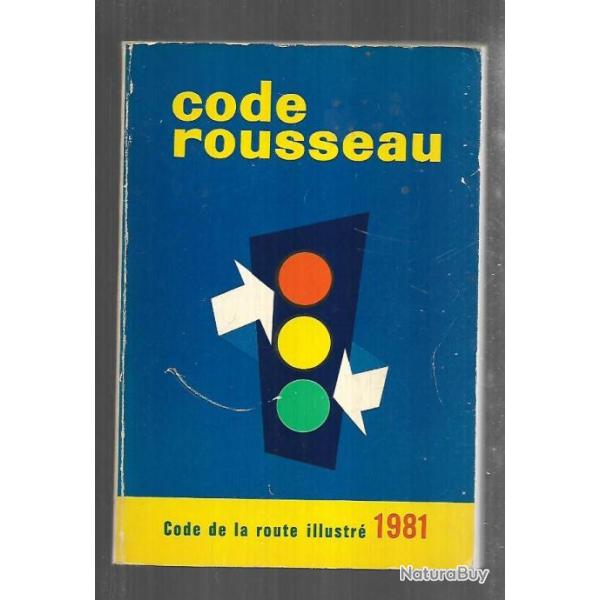 code
rousseau
Code de la route illustré 1981
NaturaBuy